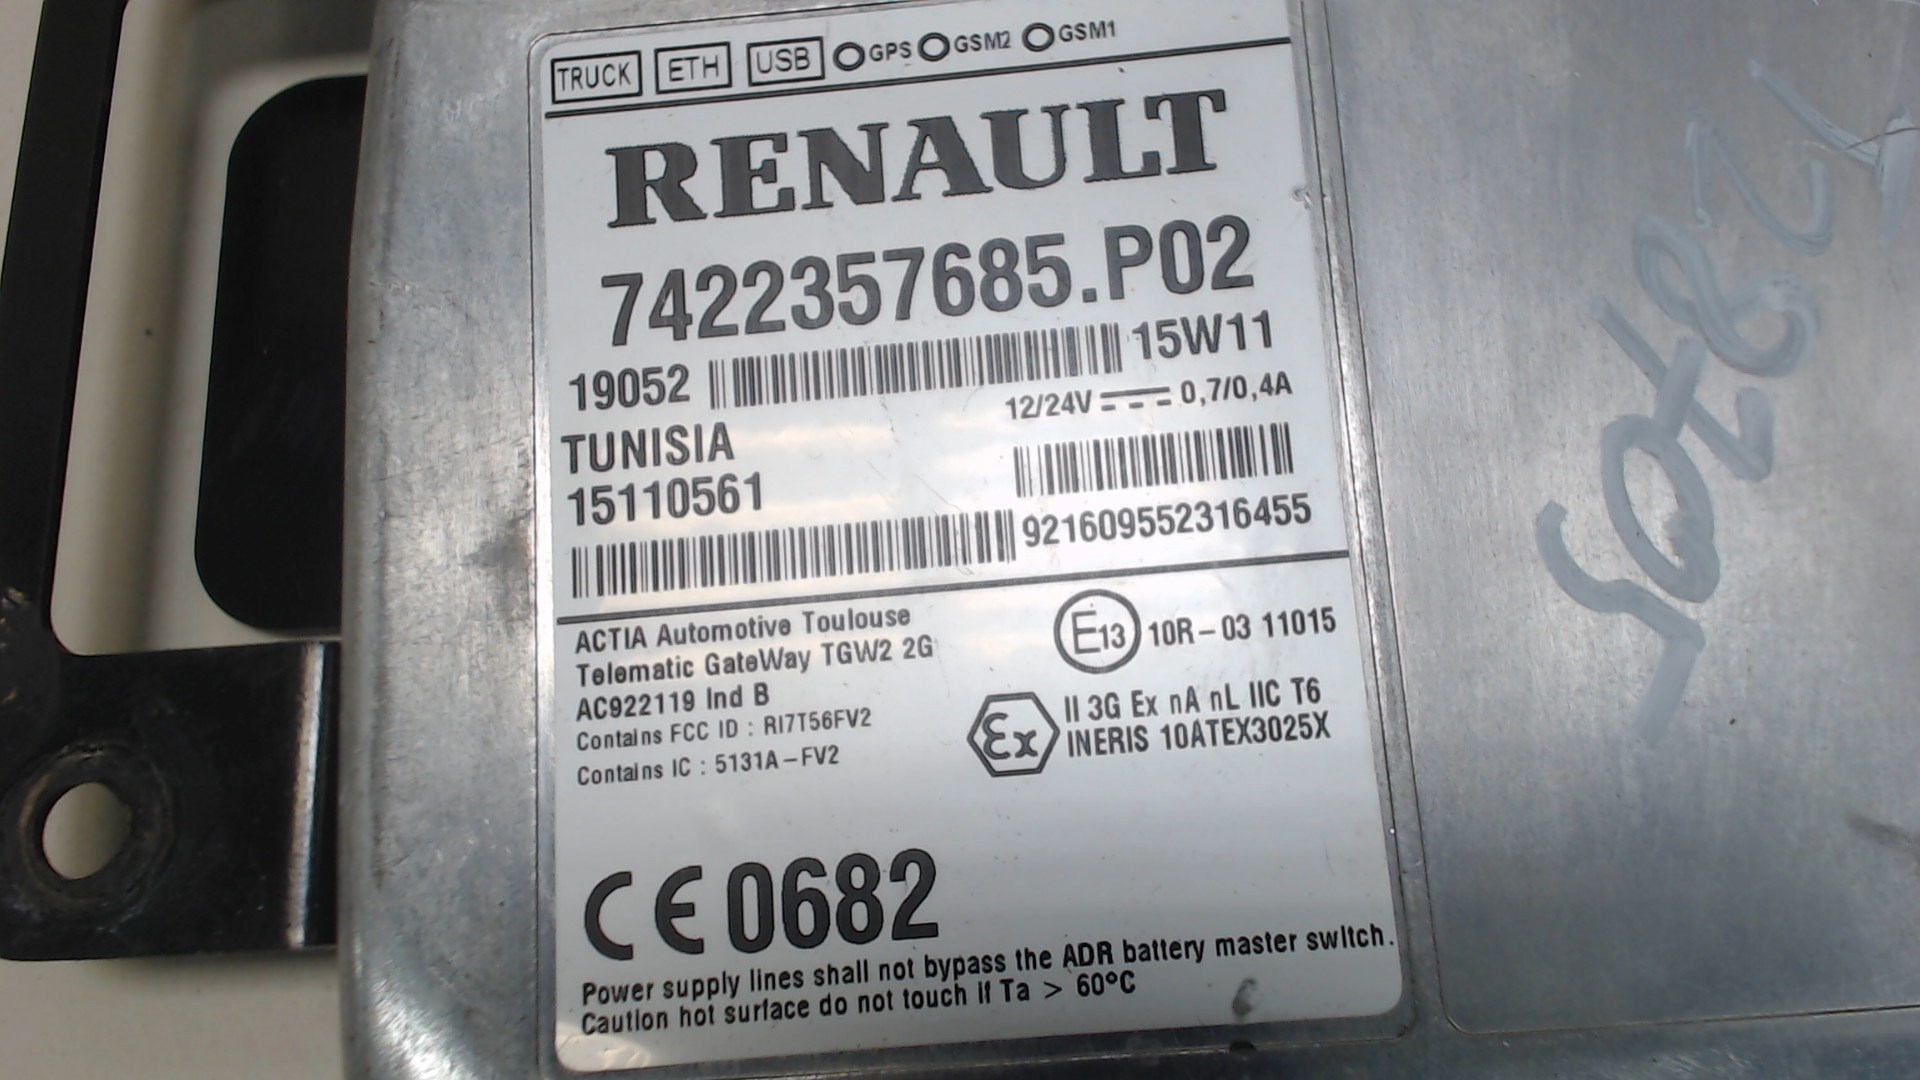 TRUCK ETH USB GPS GSM2 GSM1
RENAULT
7422357685.P02
19052 15W11
12/24V 0,7/0,4A
TUNISIA
15110561
921609552316455
ACTIA Automotive Toulouse
Telematic GateWay TGW2 2G
AC922119 Ind B
Contains FCC ID : RI7T56FV2
Contains IC : 5131A-FV2
E13 10R-03 11015
Ex II 3G Ex nA nL IIC T6
INERIS 10ATEX3025X
CE 0682
Power supply lines shall not bypass the ADR battery master switch.
Caution hot surface do not touch if Ta > 60°C